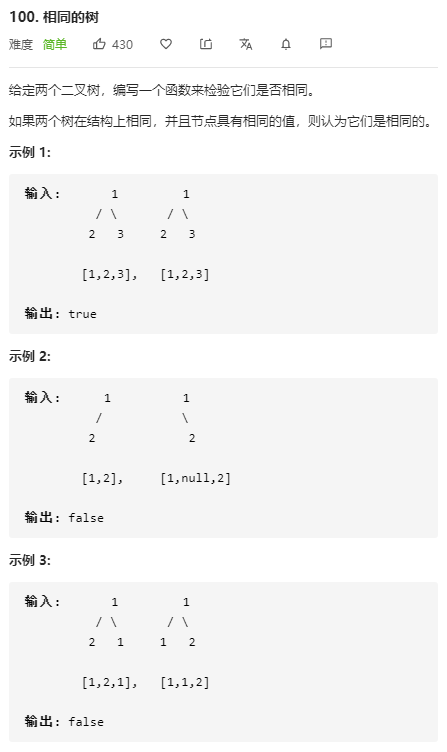 100. 相同的树
难度 简单 430
给定两个二叉树，编写一个函数来检验它们是否相同。
如果两个树在结构上相同，并且节点具有相同的值，则认为它们是相同的。
示例 1:
输入:       1         1
          / \       / \
         2   3     2   3
        [1,2,3],   [1,2,3]
输出: true
示例 2:
输入:      1          1
          /           \
         2             2
        [1,2],     [1,null,2]
输出: false
示例 3:
输入:       1         1
          / \       / \
         2   1     1   2
        [1,2,1],   [1,1,2]
输出: false